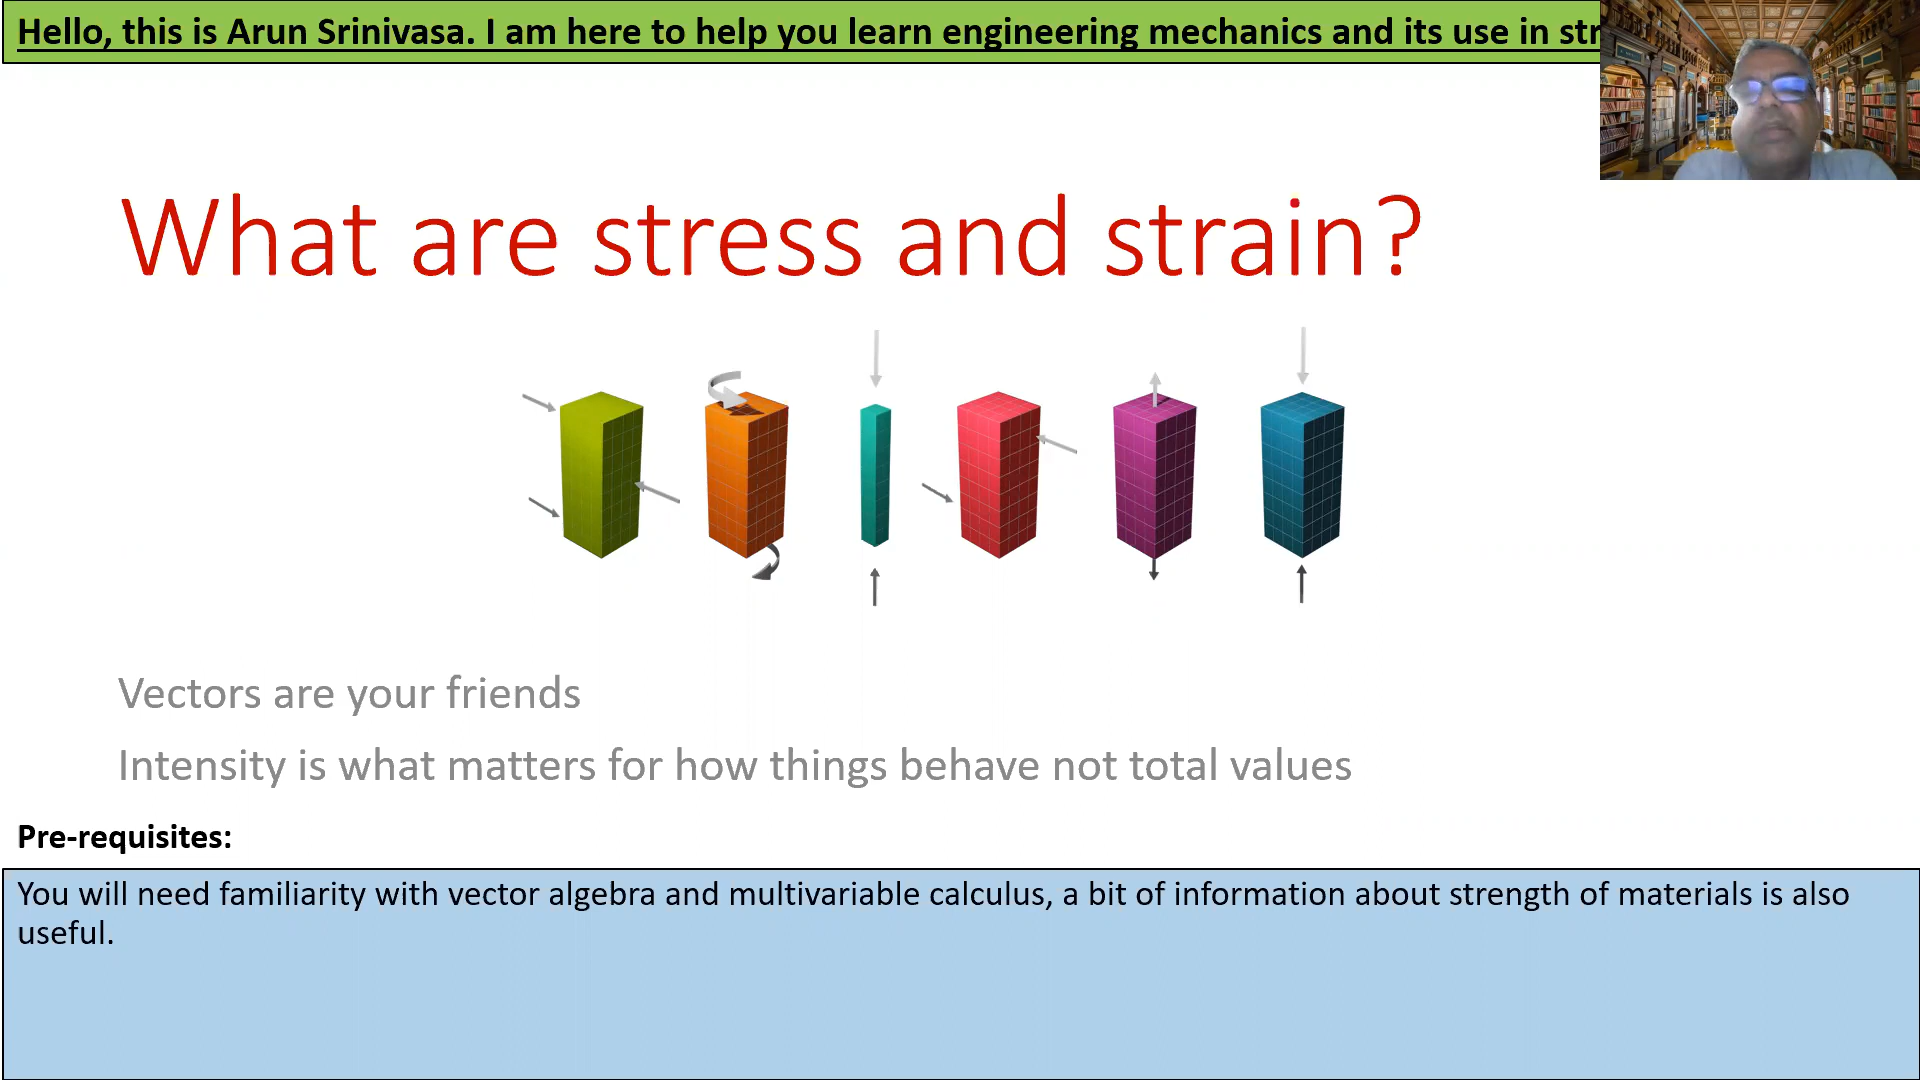 Hello, this is Arun Srinivasa. I am here to help you learn engineering mechanics and its use in
What are stress and strain?
Vectors are your friends
Intensity is what matters for how things behave not total values
Pre-requisites:
You will need familiarity with vector algebra and multivariable calculus, a bit of information about strength of materials is also
useful.